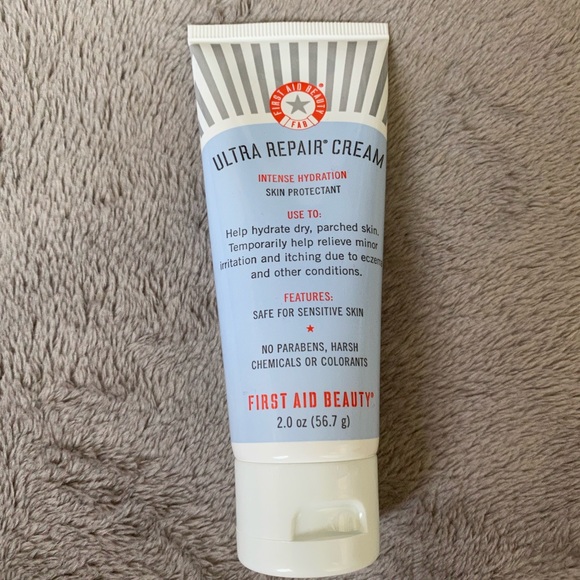 FIRST AID BEAUTY®
FAB
ULTRA REPAIR® CREAM
INTENSE HYDRATION
SKIN PROTECTANT
USE TO:
Help hydrate dry, parched skin.
Temporarily help relieve minor
irritation and itching due to eczema
and other conditions.
FEATURES:
SAFE FOR SENSITIVE SKIN
NO PARABENS, HARSH
CHEMICALS OR COLORANTS
FIRST AID BEAUTY®
2.0 oz (56.7 g)